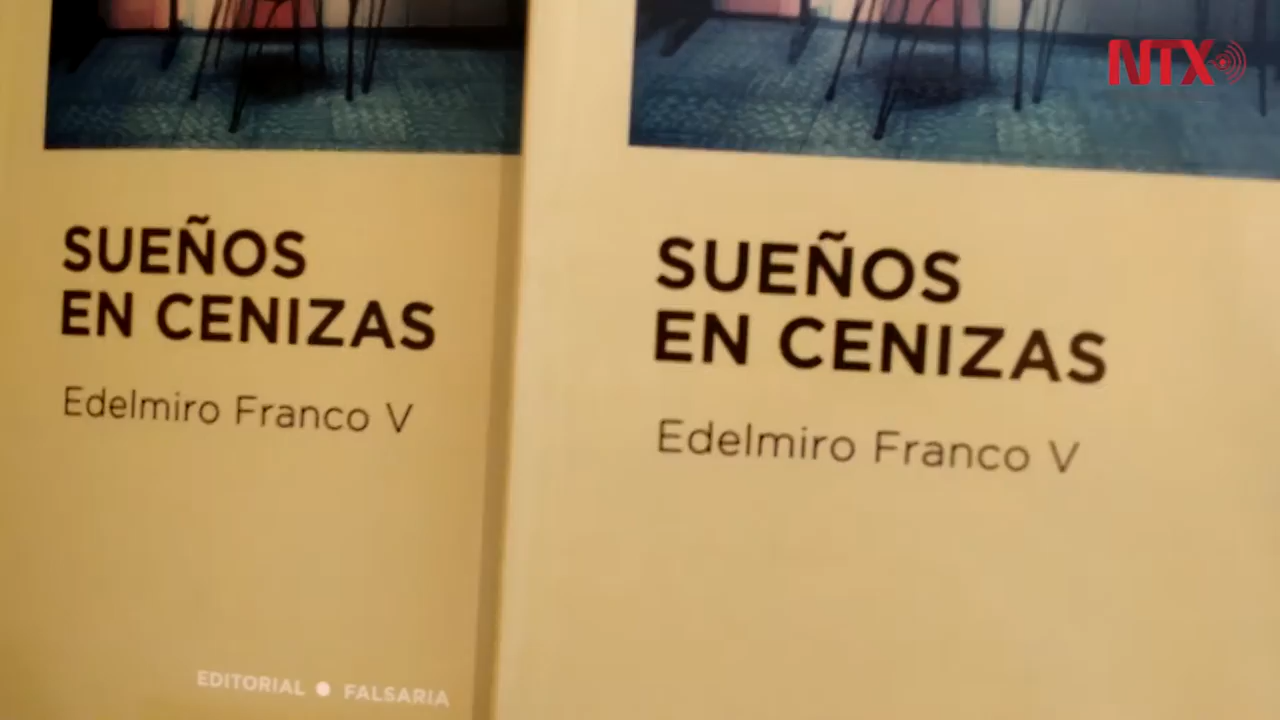 NTX
SUEÑOS
EN CENIZAS
Edelmiro Franco V
EDITORIAL FALSARIA
SUEÑOS
EN CENIZAS
Edelmiro Franco V